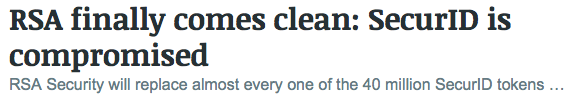 RSA finally comes clean: SecurID is
compromised
RSA Security will replace almost every one of the 40 million SecurID tokens …